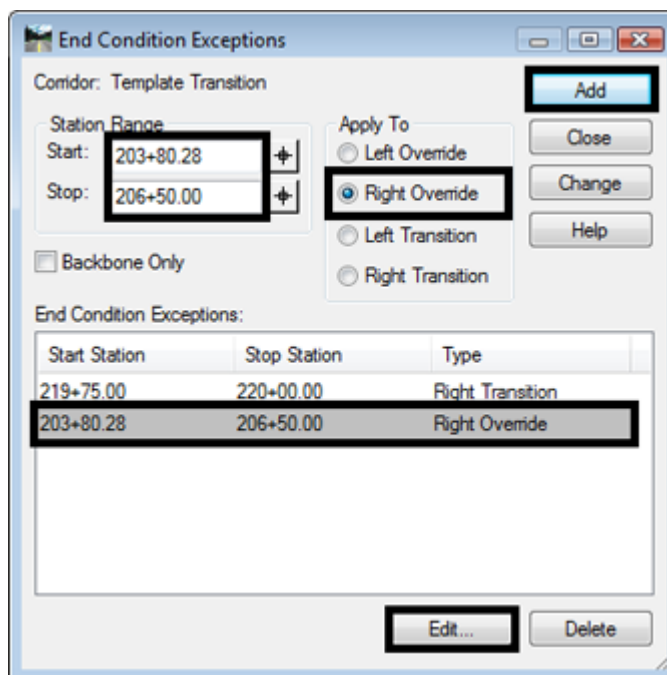 End Condition Exceptions
Corridor: Template Transition
Add
Station Range
Apply To
Start: 203+80.28
Left Override
Close
Stop: 206+50.00
Right Override
Change
Left Transition
Help
Backbone Only
Right Transition
End Condition Exceptions:
Start Station Stop Station Type
219+75.00 220+00.00 Right Transition
203+80.28 206+50.00 Right Override
Edit... Delete